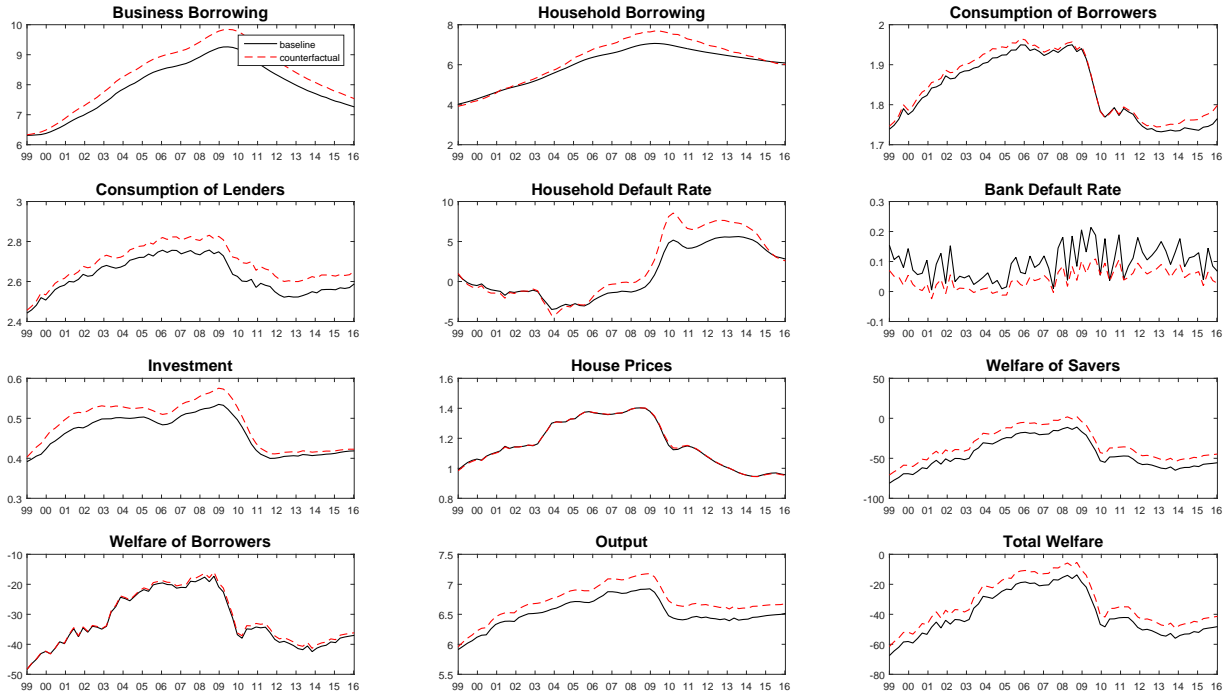 Business Borrowing
10
9
8
7
6
baseline
counterfactual
99 00 01 02 03 04 05 06 07 08 09 10 11 12 13 14 15 16
Household Borrowing
8
6
4
2
99 00 01 02 03 04 05 06 07 08 09 10 11 12 13 14 15 16
Consumption of Borrowers
2
1.9
1.8
1.7
99 00 01 02 03 04 05 06 07 08 09 10 11 12 13 14 15 16
Consumption of Lenders
3
2.8
2.6
2.4
99 00 01 02 03 04 05 06 07 08 09 10 11 12 13 14 15 16
Household Default Rate
10
5
0
-5
99 00 01 02 03 04 05 06 07 08 09 10 11 12 13 14 15 16
Bank Default Rate
0.3
0.2
0.1
0
-0.1
99 00 01 02 03 04 05 06 07 08 09 10 11 12 13 14 15 16
Investment
0.6
0.5
0.4
0.3
99 00 01 02 03 04 05 06 07 08 09 10 11 12 13 14 15 16
House Prices
1.6
1.4
1.2
1
0.8
99 00 01 02 03 04 05 06 07 08 09 10 11 12 13 14 15 16
Welfare of Savers
50
0
-50
-100
99 00 01 02 03 04 05 06 07 08 09 10 11 12 13 14 15 16
Welfare of Borrowers
-10
-20
-30
-40
-50
99 00 01 02 03 04 05 06 07 08 09 10 11 12 13 14 15 16
Output
7.5
7
6.5
6
5.5
99 00 01 02 03 04 05 06 07 08 09 10 11 12 13 14 15 16
Total Welfare
0
-20
-40
-60
-80
99 00 01 02 03 04 05 06 07 08 09 10 11 12 13 14 15 16